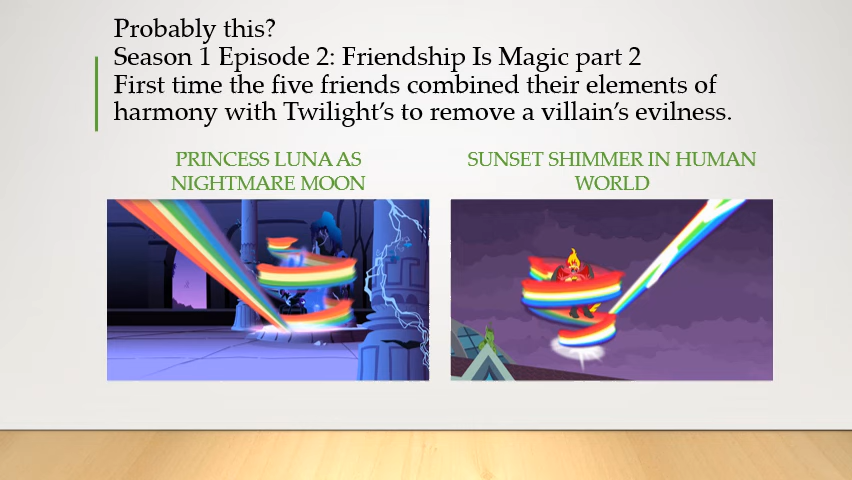 Probably this?
Season 1 Episode 2: Friendship Is Magic part 2
First time the five friends combined their elements of
harmony with Twilight’s to remove a villain’s evilness.
PRINCESS LUNA AS
NIGHTMARE MOON
SUNSET SHIMMER IN HUMAN
WORLD